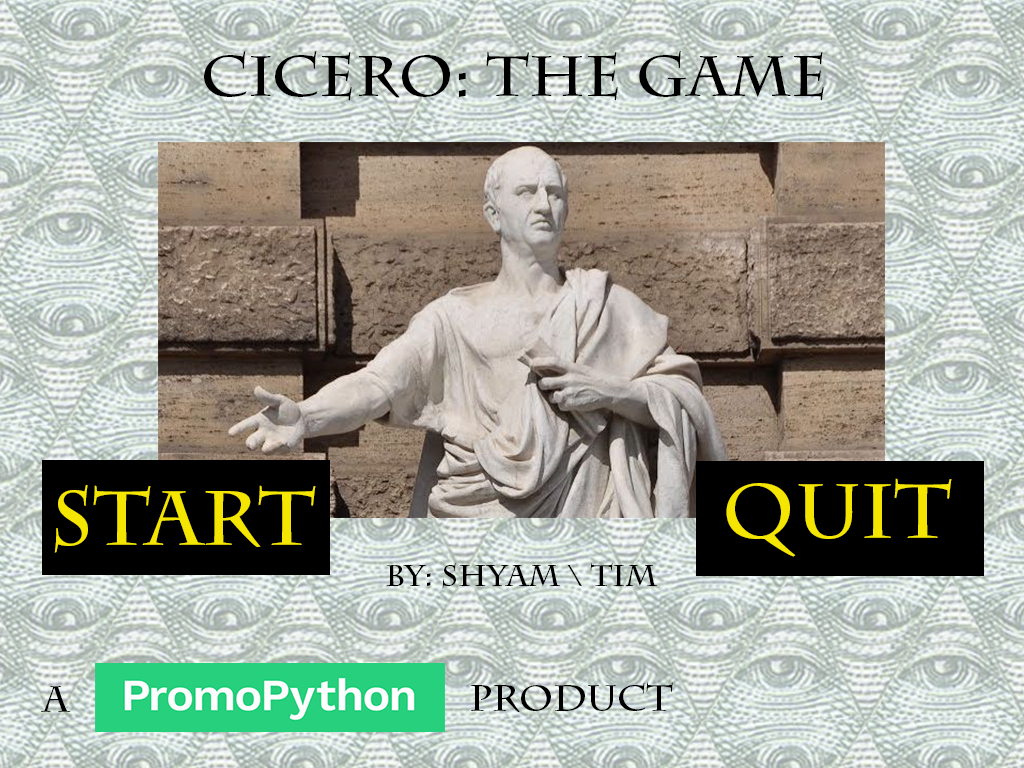 CICERO: THE GAME
START
QUIT
BY: SHYAM \ TIM
A PromoPython PRODUCT